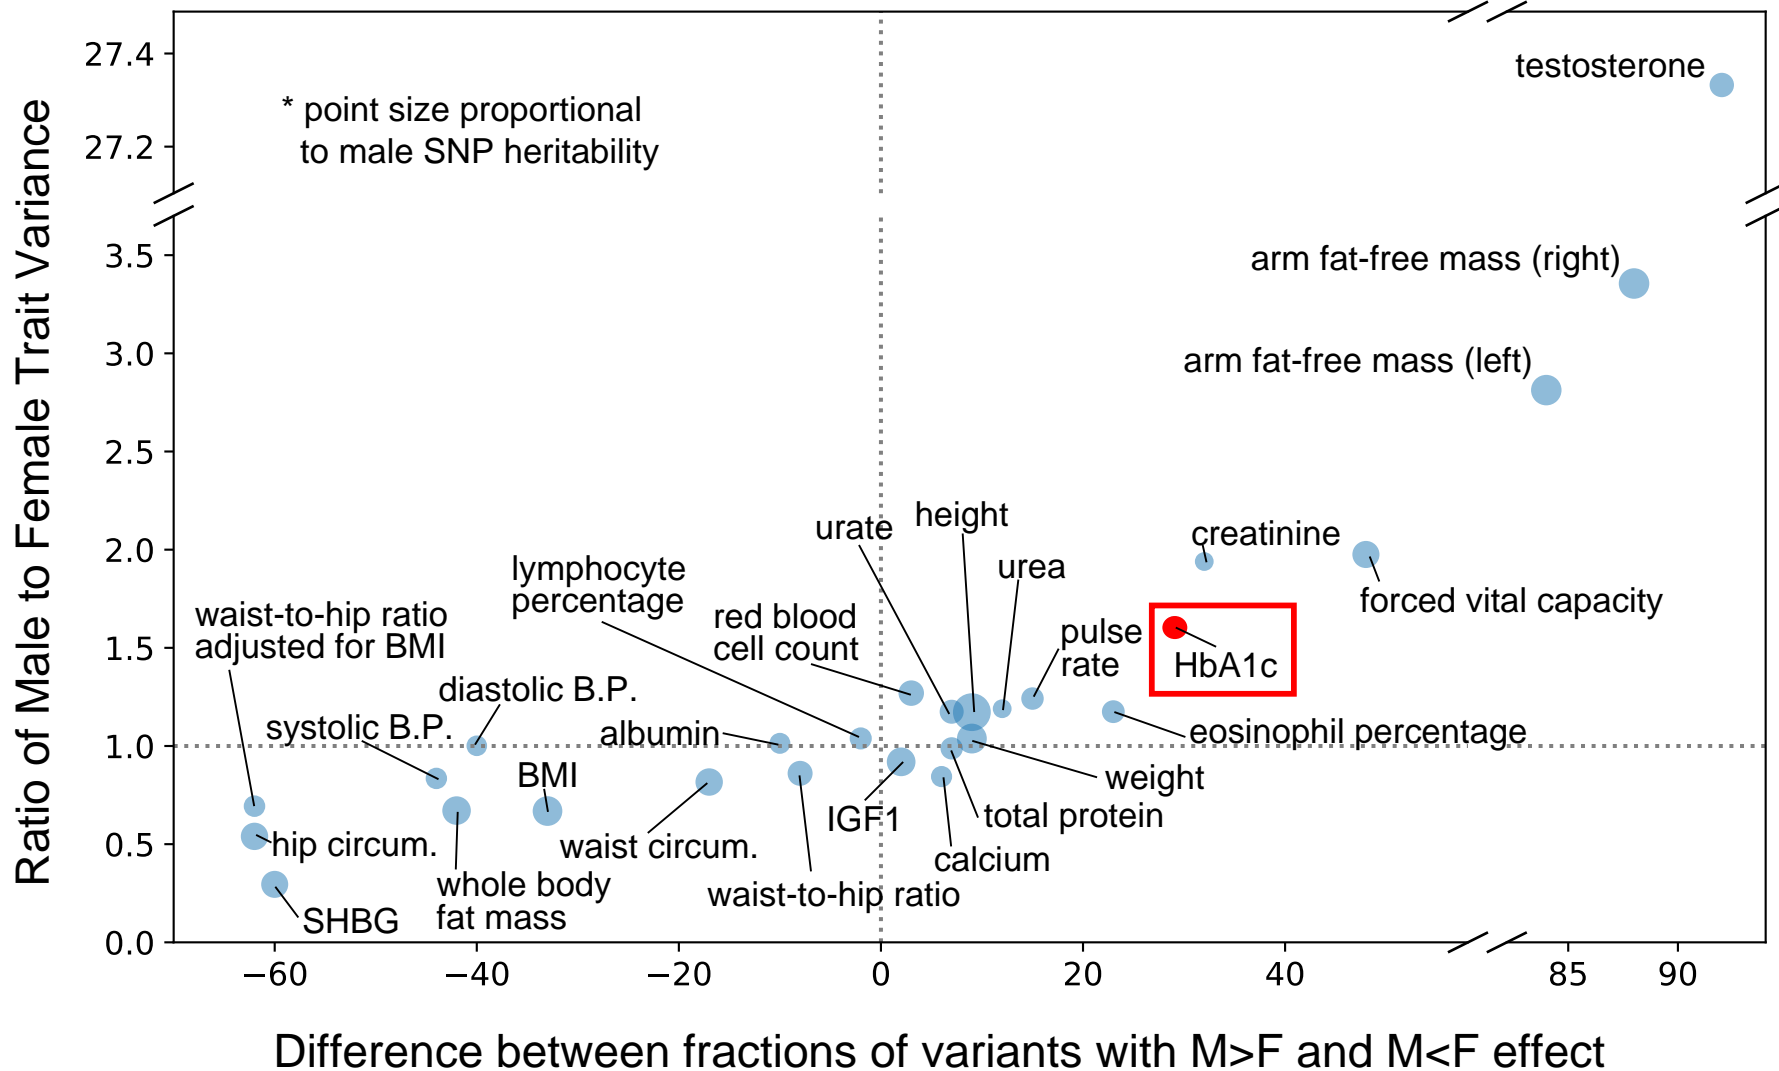 27.4
27.2
3.5
3.0
2.5
2.0
1.5
1.0
0.5
0.0
Ratio of Male to Female Trait Variance
* point size proportional
to male SNP heritability
testosterone
arm fat-free mass (right)
arm fat-free mass (left)
urate
height
creatinine
lymphocyte
percentage
urea
forced vital capacity
waist-to-hip ratio
adjusted for BMI
red blood
cell count
pulse
rate
HbA1c
diastolic B.P.
systolic B.P.
albumin
eosinophil percentage
BMI
weight
IGF1
total protein
hip circum.
waist circum.
calcium
whole body
fat mass
waist-to-hip ratio
SHBG
−60
−40
−20
0
20
40
85
90
Difference between fractions of variants with M>F and M<F effect